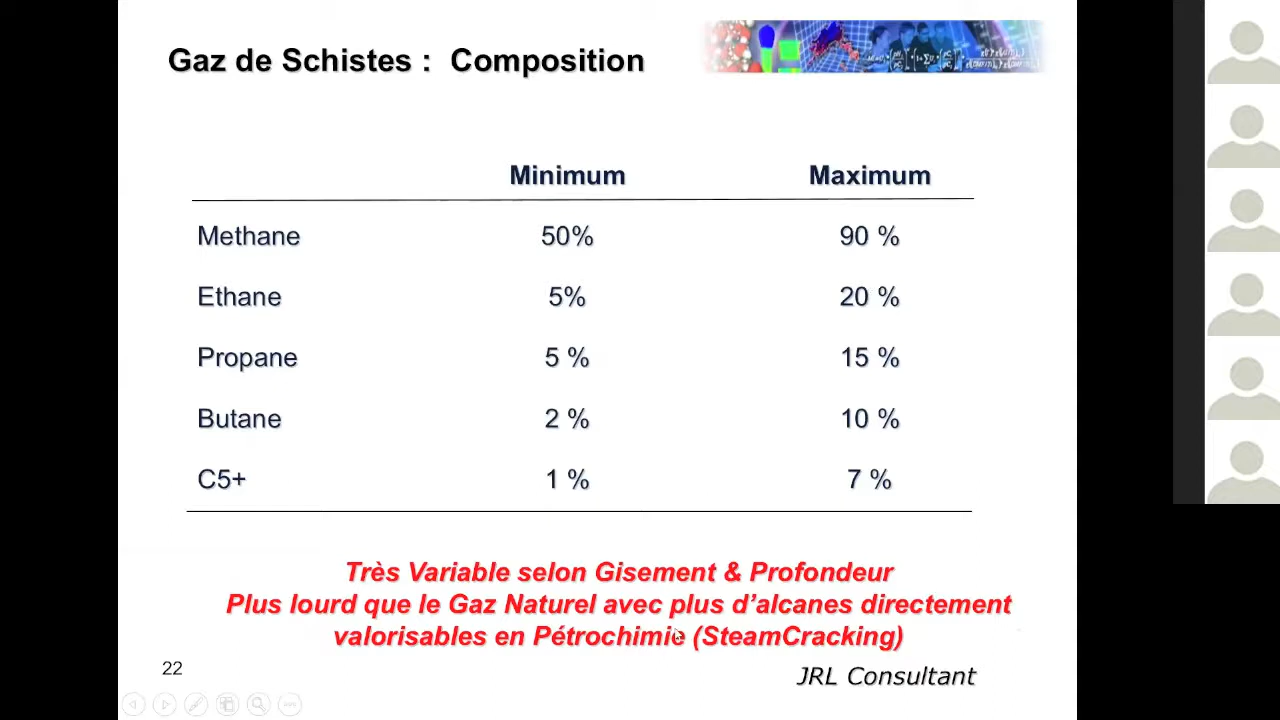 Gaz de Schistes : Composition
Minimum Maximum
Methane 50% 90 %
Ethane 5% 20 %
Propane 5 % 15 %
Butane 2 % 10 %
C5+ 1 % 7 %
Très Variable selon Gisement & Profondeur
Plus lourd que le Gaz Naturel avec plus d’alcanes directement
valorisables en Pétrochimie (SteamCracking)
22
JRL Consultant